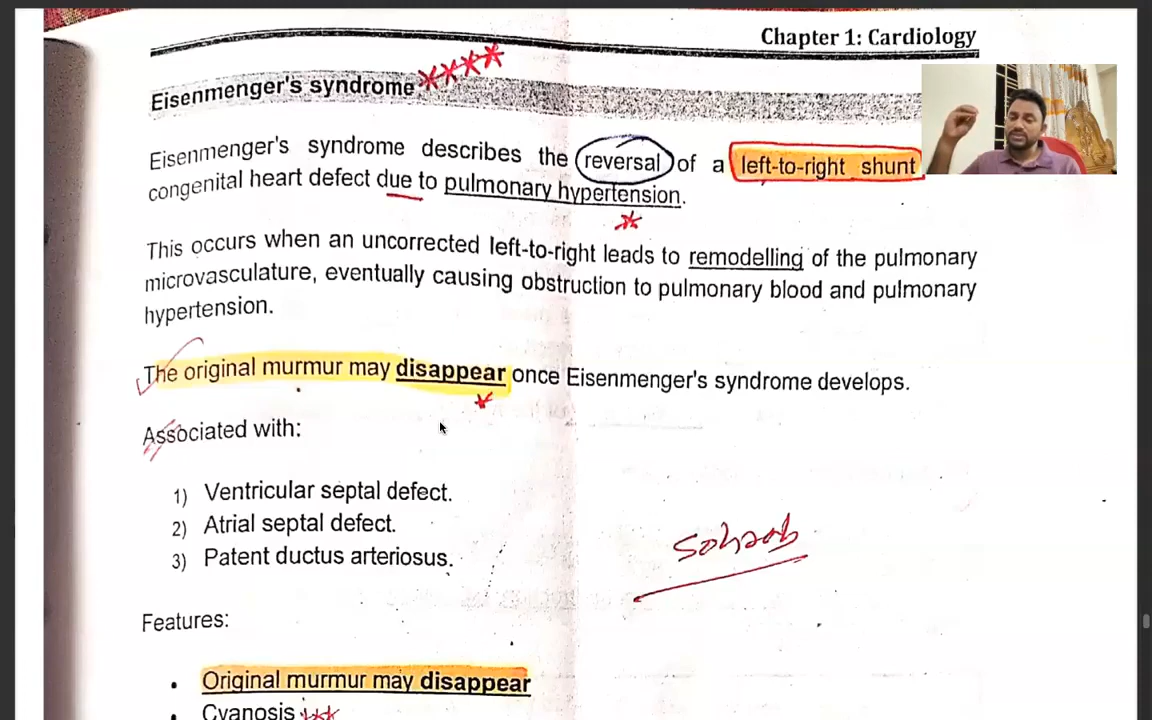 Chapter 1: Cardiology
Eisenmenger's syndrome
Eisenmenger's syndrome describes the reversal of a left-to-right shunt
congenital heart defect due to pulmonary hypertension.
This occurs when an uncorrected left-to-right leads to remodelling of the pulmonary
microvasculature, eventually causing obstruction to pulmonary blood and pulmonary
hypertension.
The original murmur may disappear once Eisenmenger's syndrome develops.
Associated with:
1) Ventricular septal defect.
2) Atrial septal defect.
3) Patent ductus arteriosus.
Sohrab
Features:
• Original murmur may disappear
• Cyanosis